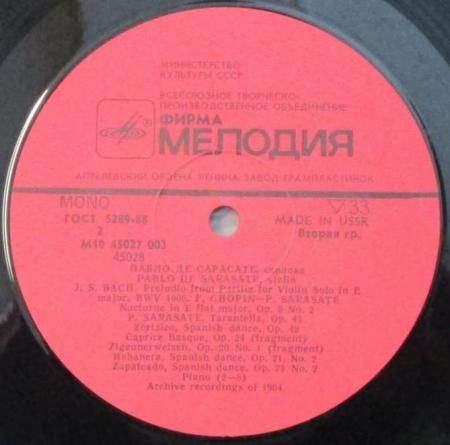 МИНИСТЕРСТВО
КУЛЬТУРЫ СССР
ВСЕСОЮЗНОЕ ТВОРЧЕСКО-
ПРОИЗВОДСТВЕННОЕ ОБЪЕДИНЕНИЕ
ФИРМА
® МЕЛОДИЯ
АПРЕЛЕВСКИЙ ОРДЕНА ЛЕНИНА ЗАВОД ГРАМПЛАСТИНОК
MONO
ГОСТ 5289-88
2
М10 45027 003
45028
33
MADE IN USSR
Вторая гр.
ПАБЛО ДЕ САРАСАТЕ, скрипка
PABLO DE SARASATE, violin
J. S. BACH. Preludio from Partita for Violin Solo in E
major, BWV 1006. F. CHOPIN—P. SARASATE
Nocturne in E flat major, Op. 9 No. 2
P. SARASATE. Tarantella, Op. 43
Zortzico, Spanish dance, Op. 42
Caprice Basque, Op. 24 (fragment)
Zigeunerweisen, Op. 20 No. 1 (fragment)
Habanera, Spanish dance, Op. 21, No. 2
Zapateado, Spanish dance, Op. 23 No. 2
Piano (2—8)
Archive recordings of 1904